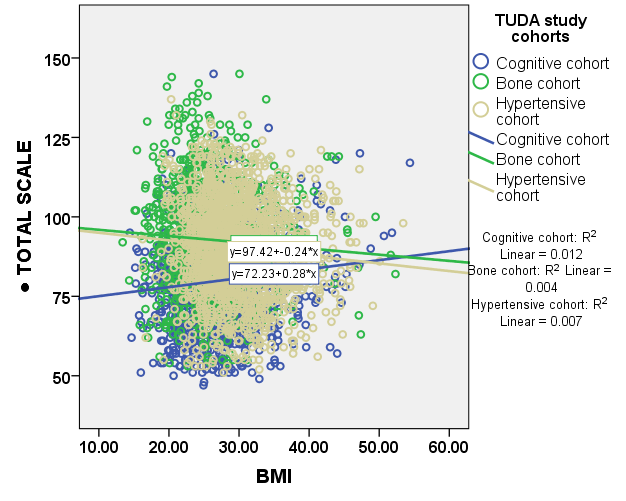 TUDA study
cohorts
Cognitive cohort
Bone cohort
Hypertensive
cohort
Cognitive cohort
Bone cohort
Hypertensive
cohort
Cognitive cohort: R²
Linear = 0.012
Bone cohort: R² Linear =
0.004
Hypertensive cohort: R²
Linear = 0.007
● TOTAL SCALE
150
125
100
75
50
y=97.42+-0.24*x
y=72.23+0.28*x
10.00 20.00 30.00 40.00 50.00 60.00
BMI